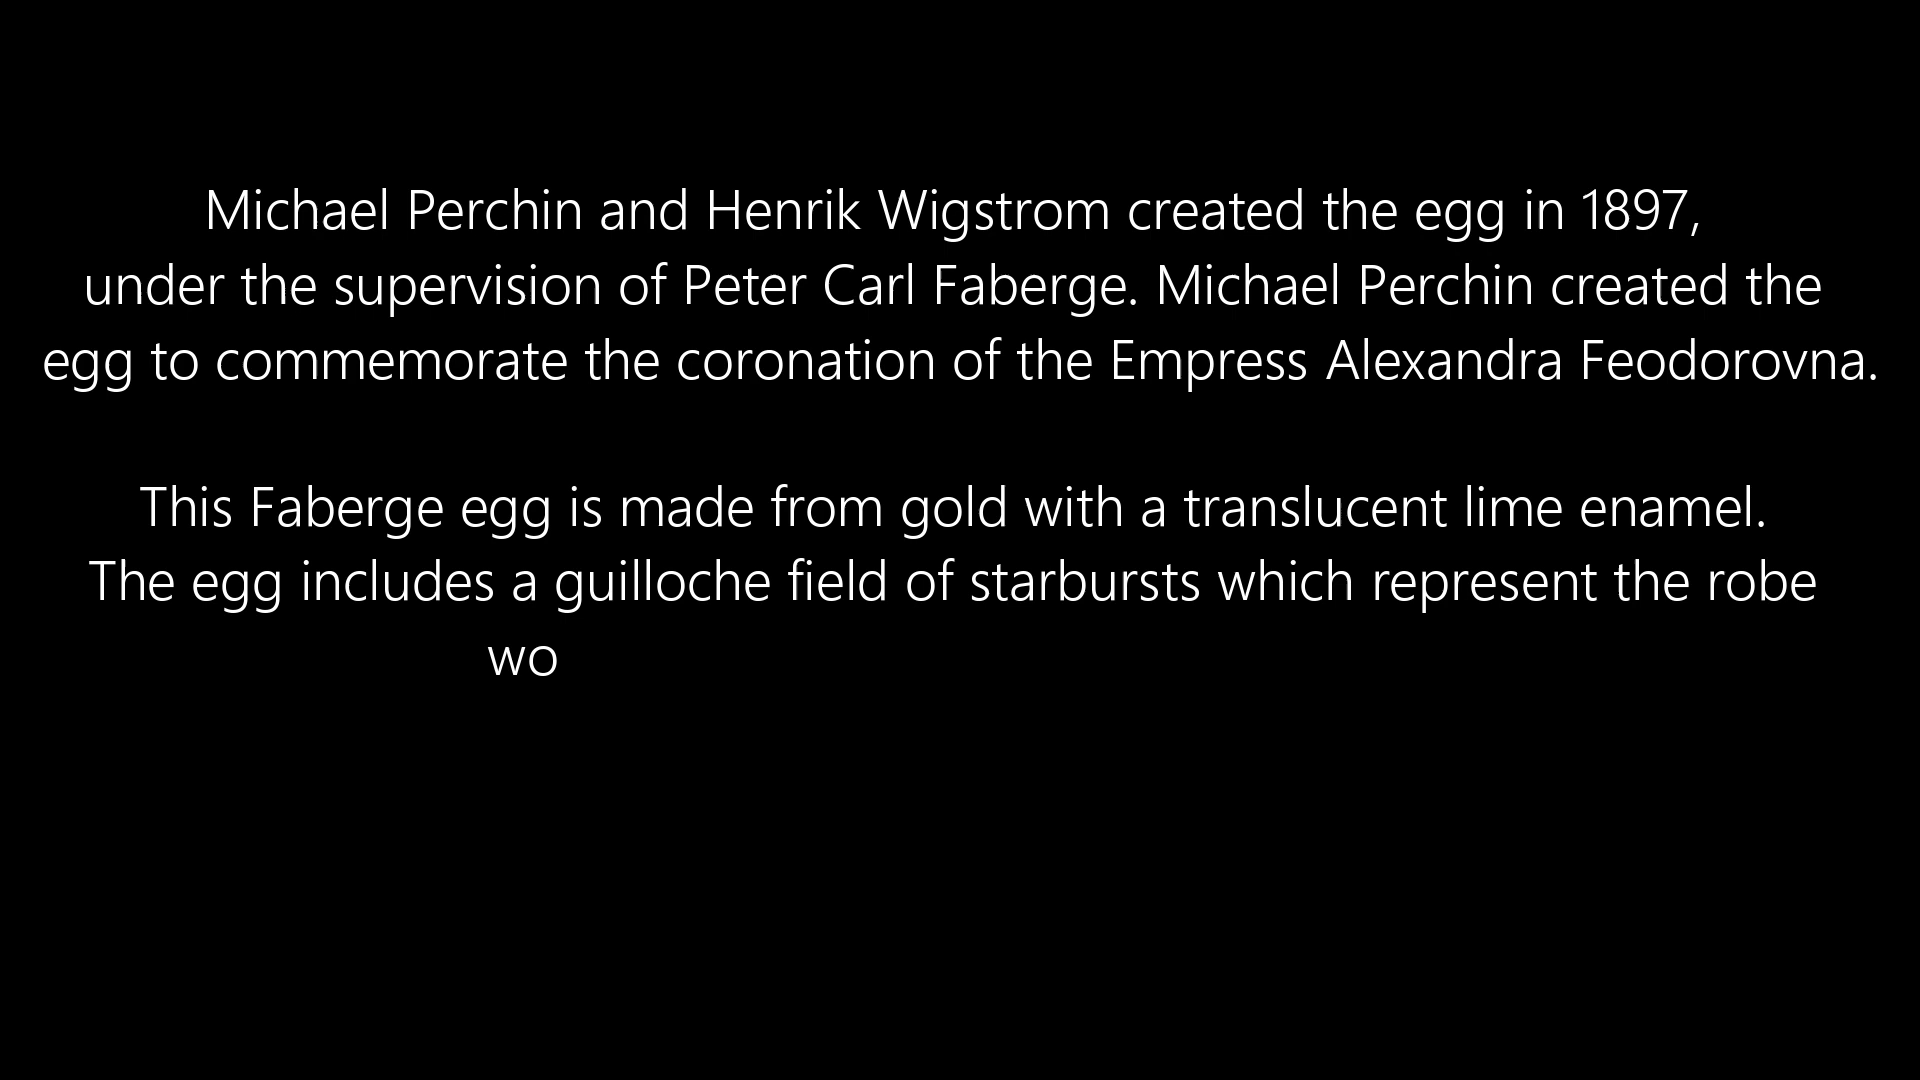 Michael Perchin and Henrik Wigstrom created the egg in 1897,
under the supervision of Peter Carl Faberge. Michael Perchin created the
egg to commemorate the coronation of the Empress Alexandra Feodorovna.
This Faberge egg is made from gold with a translucent lime enamel.
The egg includes a guilloche field of starbursts which represent the robe
wo